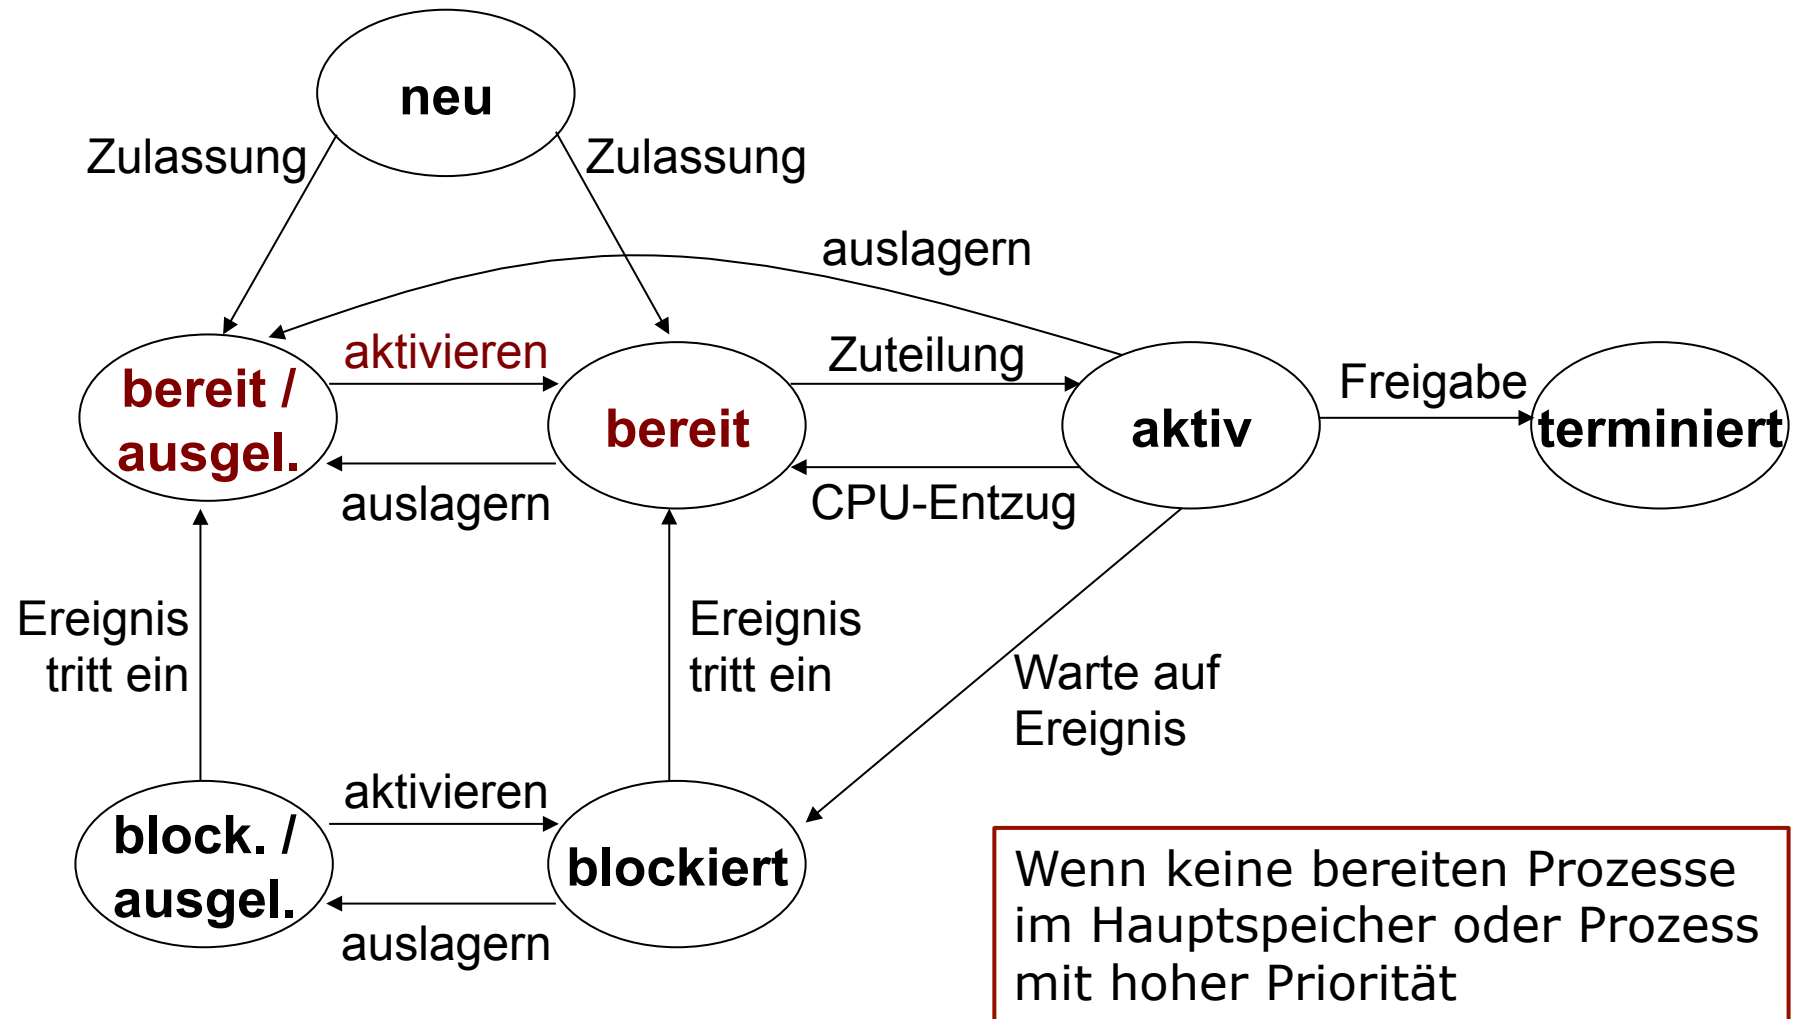 neu
Zulassung
Zulassung
auslagern
aktivieren
Zuteilung
Freigabe
bereit /
ausgel.
bereit
aktiv
terminiert
auslagern
CPU-Entzug
Ereignis
tritt ein
Ereignis
tritt ein
Warte auf
Ereignis
aktivieren
block. /
ausgel.
blockiert
auslagern
Wenn keine bereiten Prozesse
im Hauptspeicher oder Prozess
mit hoher Priorität